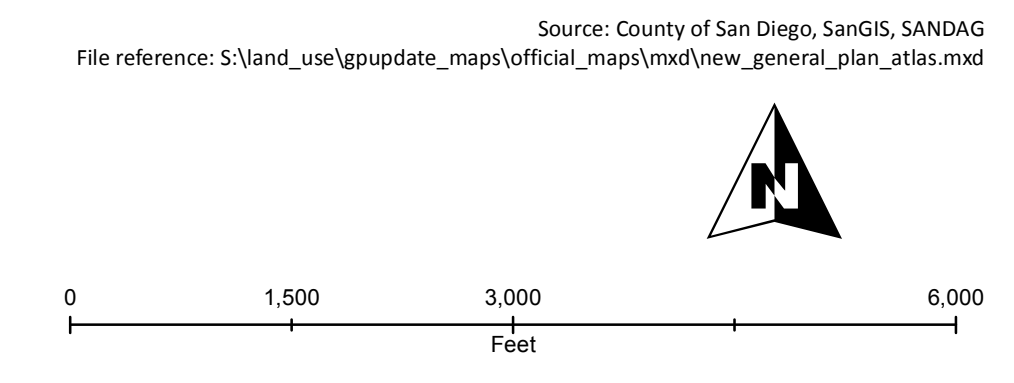 Source: County of San Diego, SanGIS, SANDAG
File reference: S:\land_use\gpupdate_maps\official_maps\mxd\new_general_plan_atlas.mxd
N
0 1,500 3,000 6,000
Feet